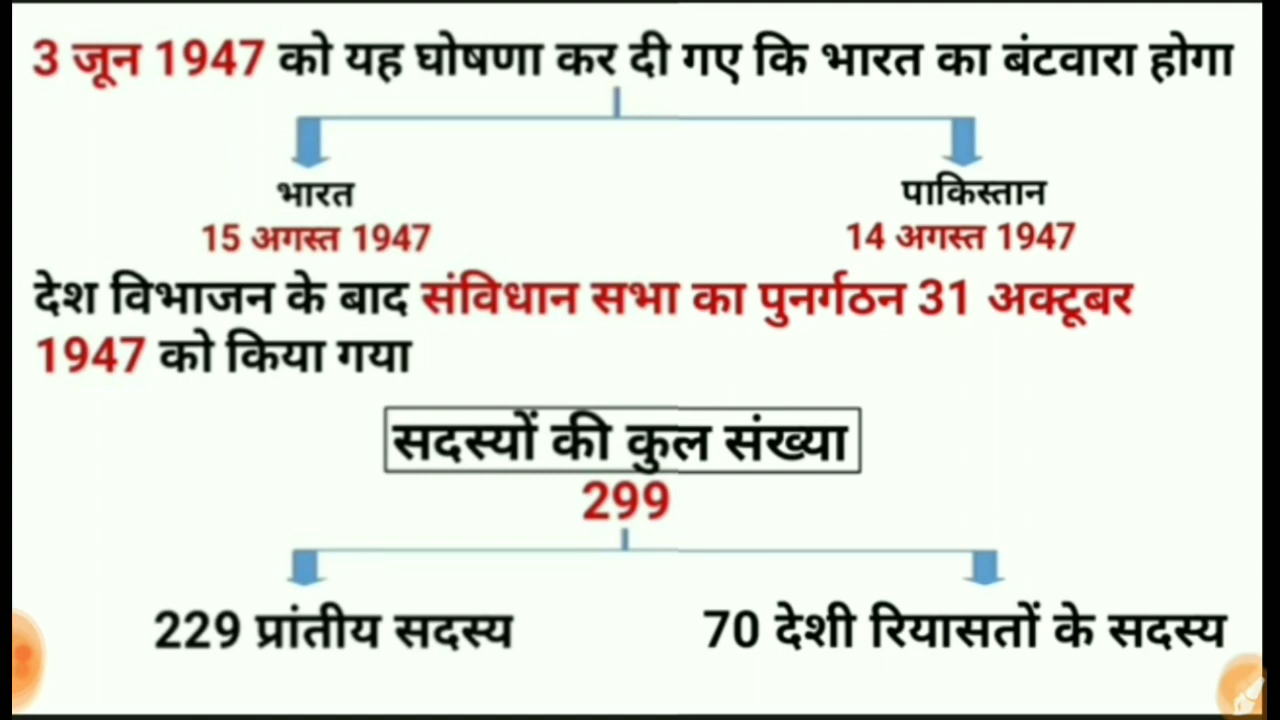 3 जून 1947 को यह घोषणा कर दी गए कि भारत का बंटवारा होगा
भारत
पाकिस्तान
15 अगस्त 1947
14 अगस्त 1947
देश विभाजन के बाद संविधान सभा का पुनर्गठन 31 अक्टूबर
1947 को किया गया
सदस्यों की कुल संख्या
299
229 प्रांतीय सदस्य
70 देशी रियासतों के सदस्य